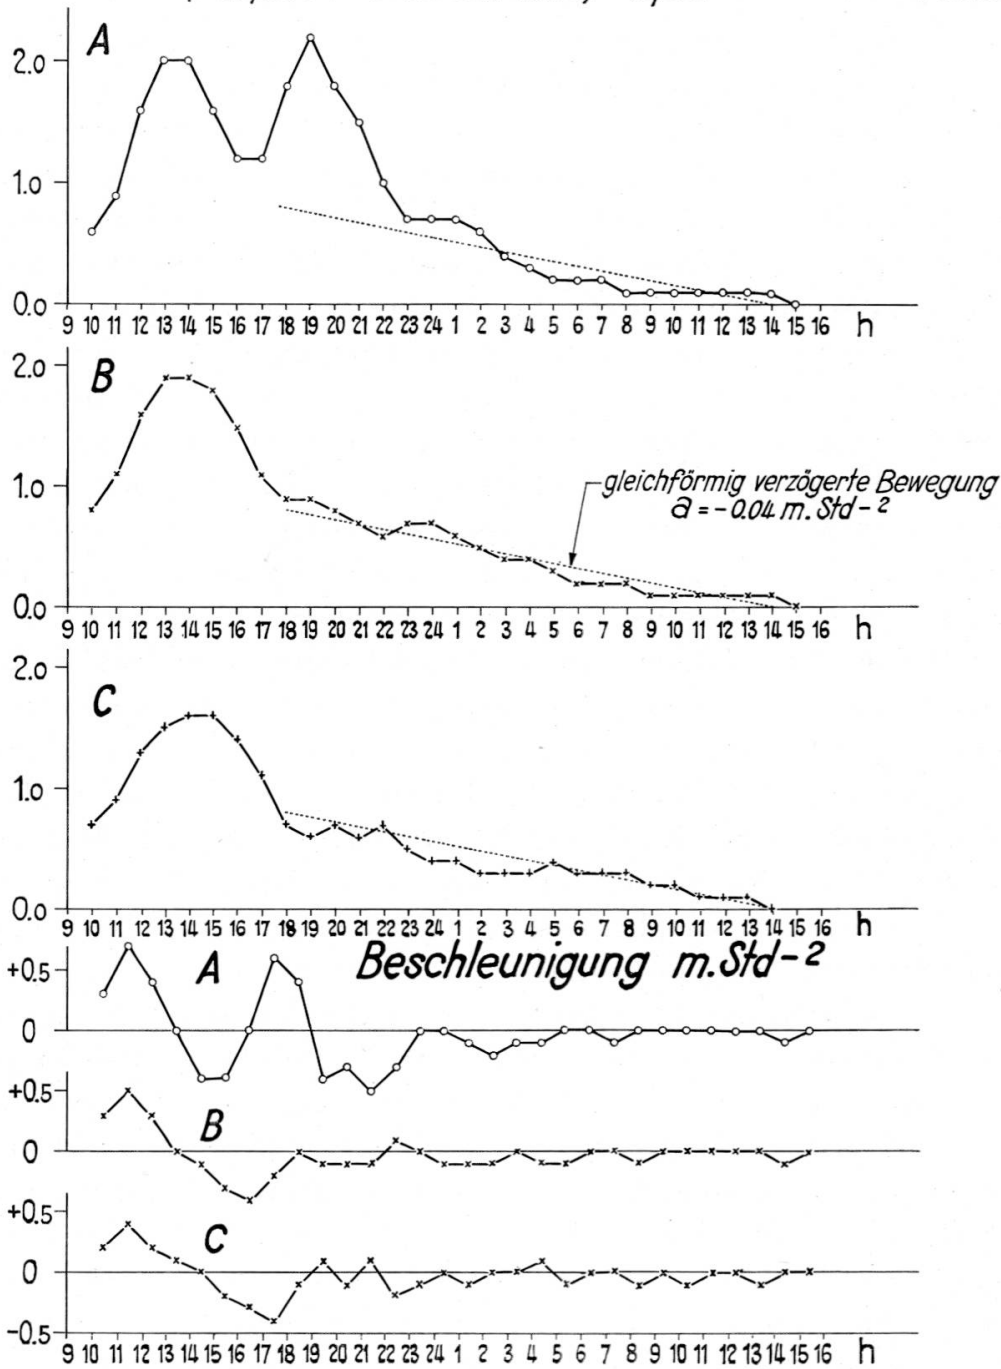 A
2.0
1.0
0.0
9 10 11 12 13 14 15 16 17 18 19 20 21 22 23 24 1 2 3 4 5 6 7 8 9 10 11 12 13 14 15 16 h
B
2.0
1.0
0.0
gleichförmig verzögerte Bewegung
a = -0.04 m. Std-2
9 10 11 12 13 14 15 16 17 18 19 20 21 22 23 24 1 2 3 4 5 6 7 8 9 10 11 12 13 14 15 16 h
C
2.0
1.0
0.0
9 10 11 12 13 14 15 16 17 18 19 20 21 22 23 24 1 2 3 4 5 6 7 8 9 10 11 12 13 14 15 16 h
A Beschleunigung m. Std-2
+0.5
0
+0.5
B
0
+0.5
C
0
-0.5
9 10 11 12 13 14 15 16 17 18 19 20 21 22 23 24 1 2 3 4 5 6 7 8 9 10 11 12 13 14 15 16 h